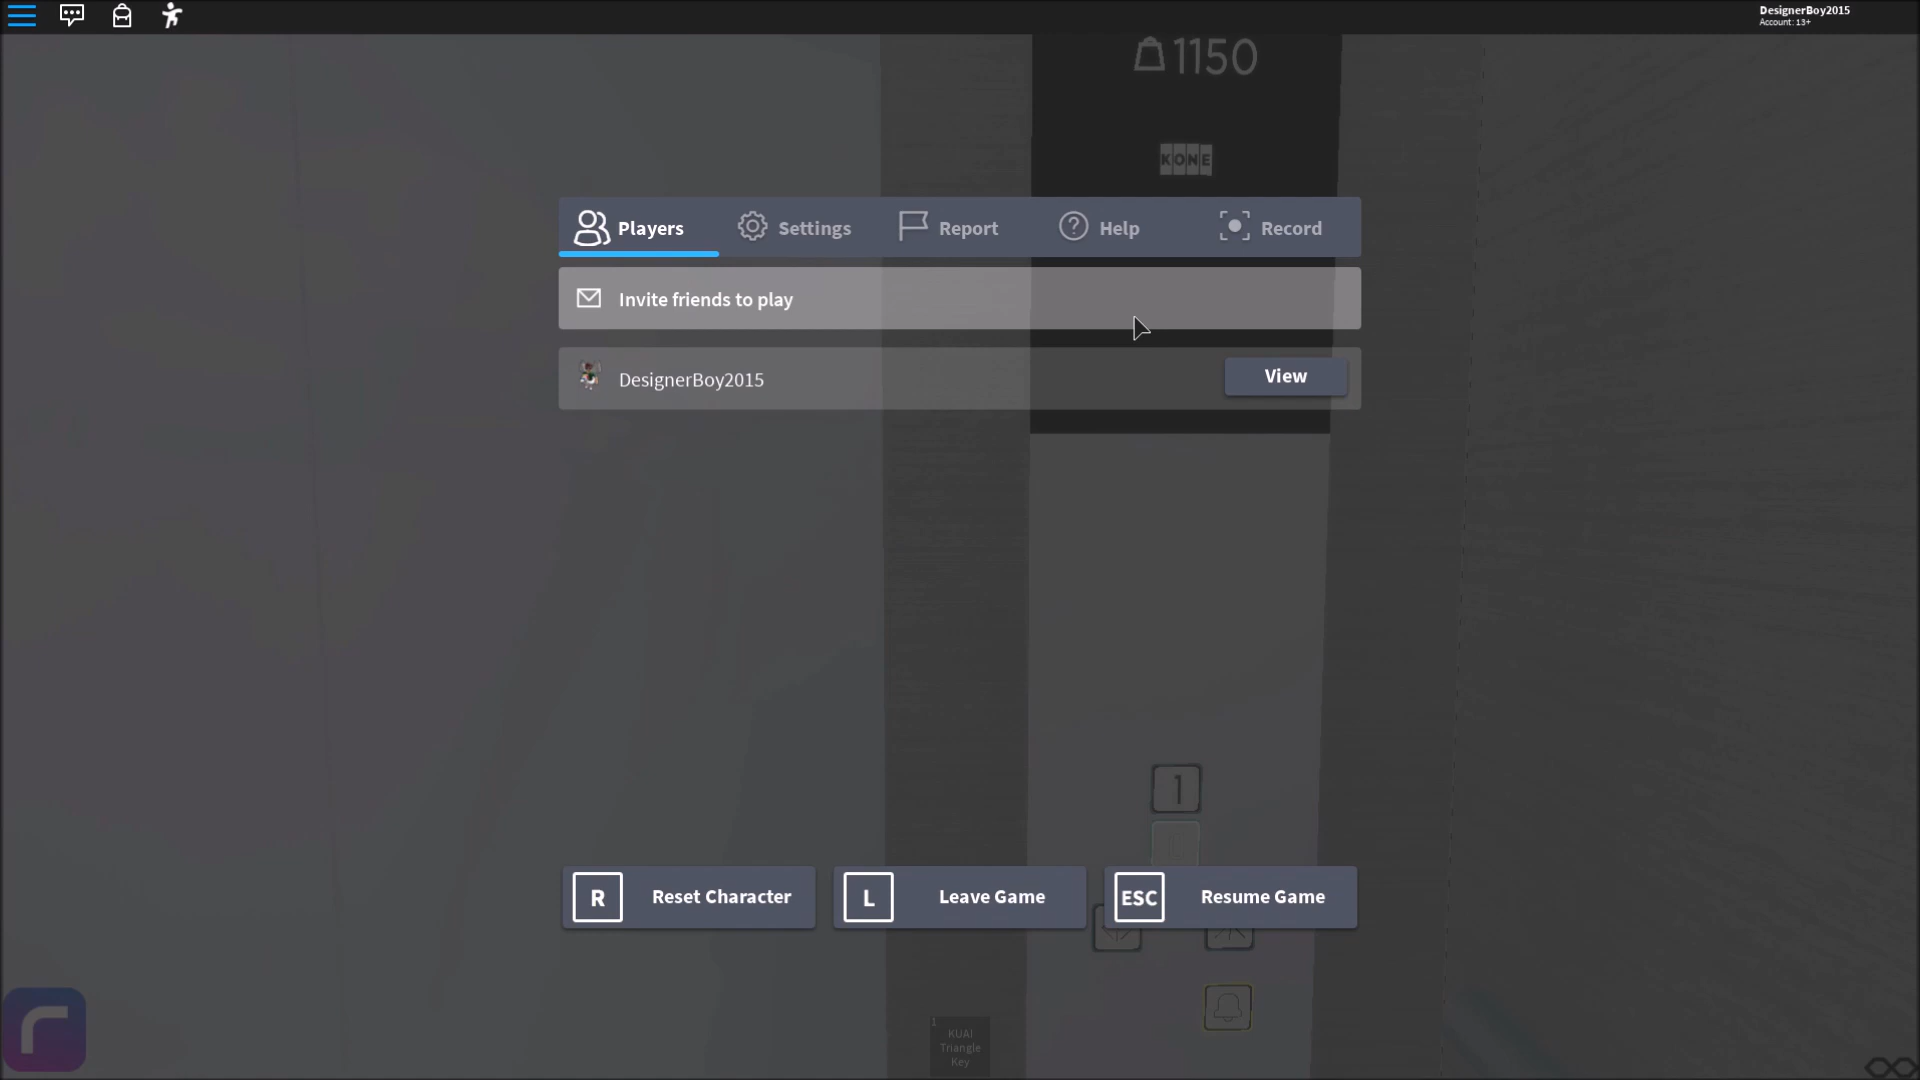 DesignerBoy2015
Account: 13+
1150
KONE
Players
Settings
Report
Help
Record
Invite friends to play
DesignerBoy2015
View
1
R
Reset Character
L
Leave Game
ESC
Resume Game
1
KUAI
Triangle
Key